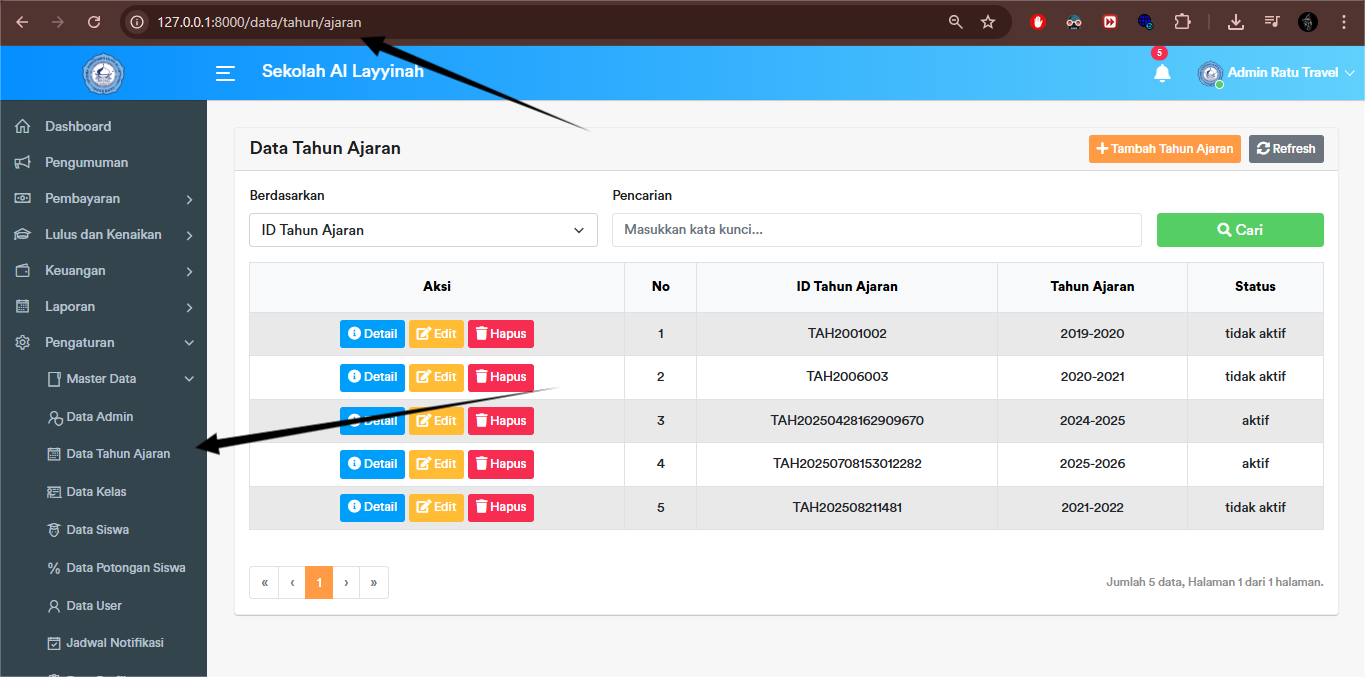 127.0.0.1:8000/data/tahun/ajaran
5
Sekolah Al Layyinah
Admin Ratu Travel
Dashboard
Pengumuman
Pembayaran
Lulus dan Kenaikan
Keuangan
Laporan
Pengaturan
Master Data
Data Admin
Data Tahun Ajaran
Data Kelas
Data Siswa
Data Potongan Siswa
Data User
Jadwal Notifikasi
Data Tahun Ajaran
Tambah Tahun Ajaran
Refresh
Berdasarkan
Pencarian
ID Tahun Ajaran
Masukkan kata kunci...
Cari
Aksi No ID Tahun Ajaran Tahun Ajaran Status
Detail Edit Hapus 1 TAH2001002 2019-2020 tidak aktif
Detail Edit Hapus 2 TAH2006003 2020-2021 tidak aktif
Detail Edit Hapus 3 TAH20250428162909670 2024-2025 aktif
Detail Edit Hapus 4 TAH20250708153012282 2025-2026 aktif
Detail Edit Hapus 5 TAH202508211481 2021-2022 tidak aktif
« ‹ 1 › »
Jumlah 5 data, Halaman 1 dari 1 halaman.